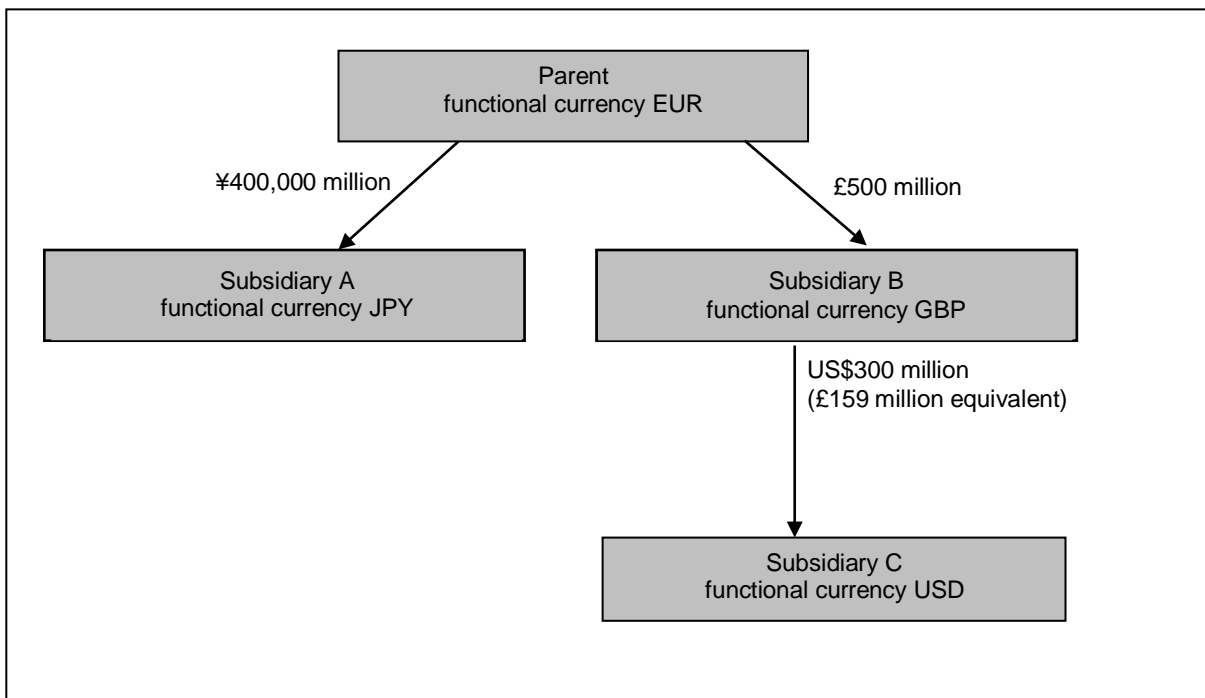 Parent
functional currency EUR
¥400,000 million
£500 million
Subsidiary A
functional currency JPY
Subsidiary B
functional currency GBP
US$300 million
(£159 million equivalent)
Subsidiary C
functional currency USD